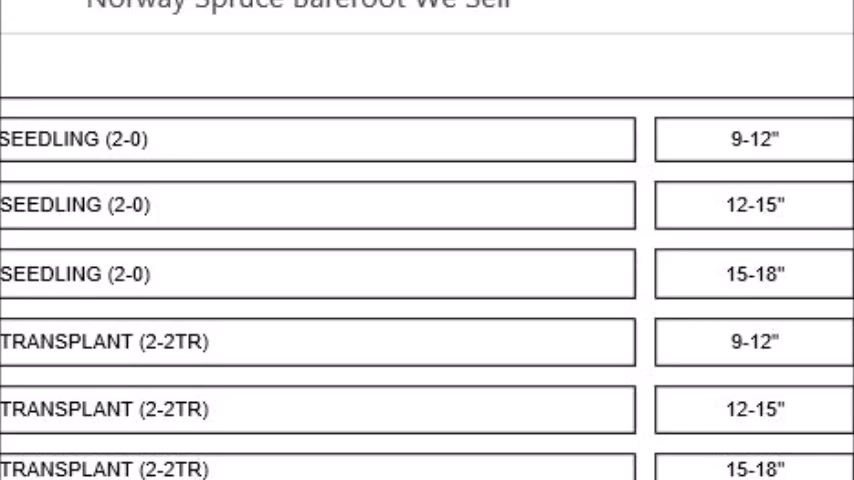 Norway Spruce Bareroot We Sell
SEEDLING (2-0) 9-12"
SEEDLING (2-0) 12-15"
SEEDLING (2-0) 15-18"
TRANSPLANT (2-2TR) 9-12"
TRANSPLANT (2-2TR) 12-15"
TRANSPLANT (2-2TR) 15-18"